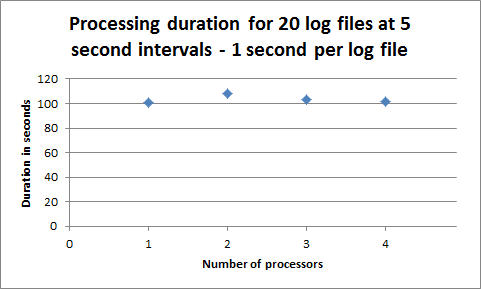 Processing duration for 20 log files at 5
second intervals - 1 second per log file
Duration in seconds
120
100
80
60
40
20
0
0 1 2 3 4
Number of processors